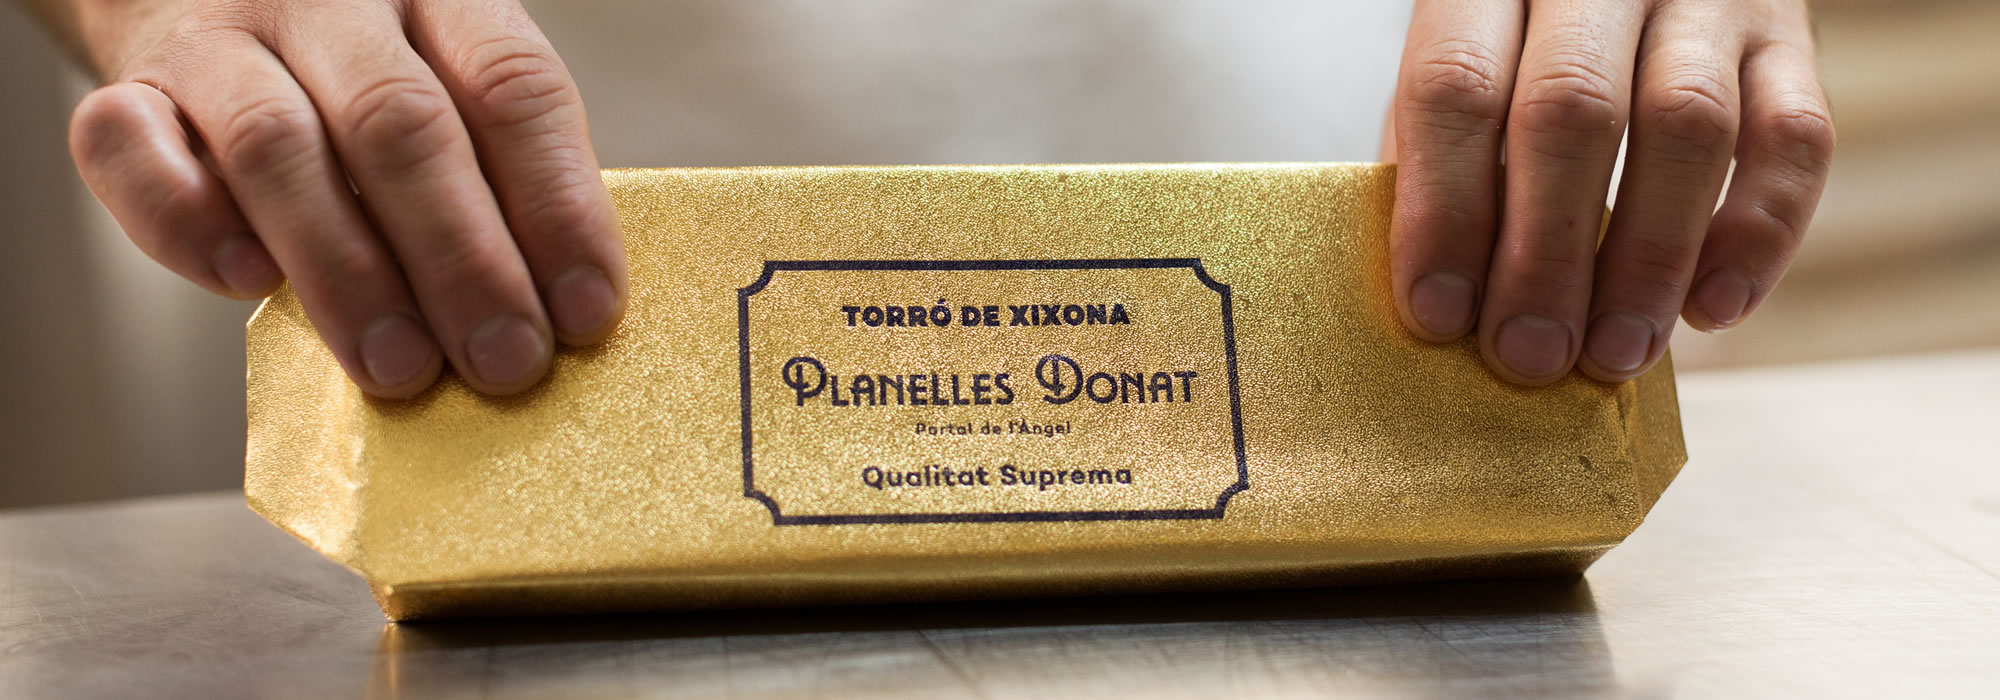 TORRÓ DE XIXONA
PLANELLES DONAT
Portal de l'Àngel
Qualitat Suprema